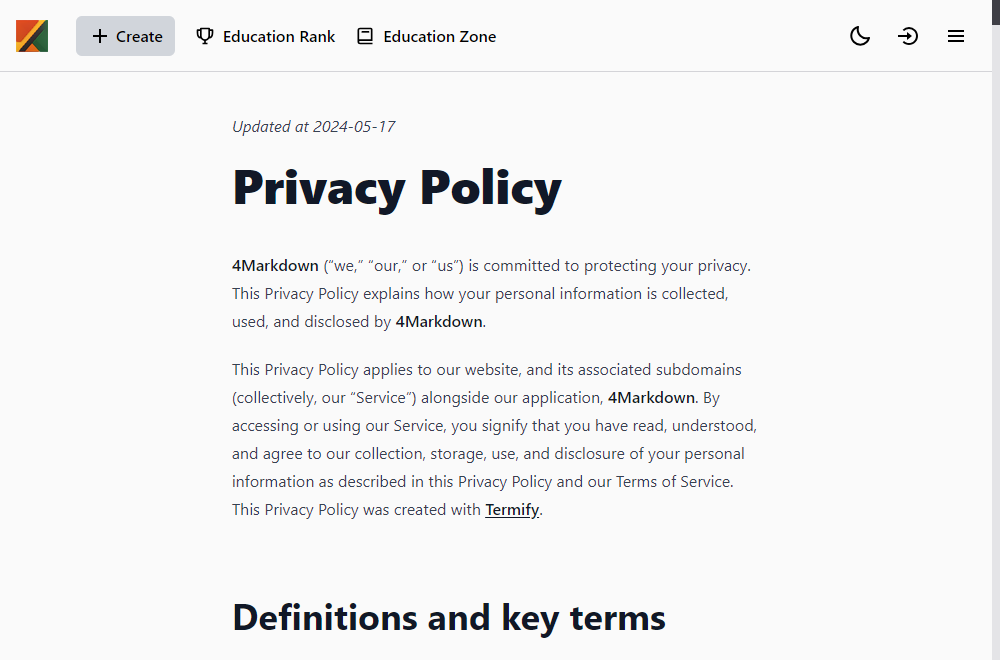 Create
Education Rank
Education Zone
Updated at 2024-05-17
Privacy Policy
4Markdown (“we,” “our,” or “us”) is committed to protecting your privacy.
This Privacy Policy explains how your personal information is collected,
used, and disclosed by 4Markdown.
This Privacy Policy applies to our website, and its associated subdomains
(collectively, our “Service”) alongside our application, 4Markdown. By
accessing or using our Service, you signify that you have read, understood,
and agree to our collection, storage, use, and disclosure of your personal
information as described in this Privacy Policy and our Terms of Service.
This Privacy Policy was created with Termify.
Definitions and key terms